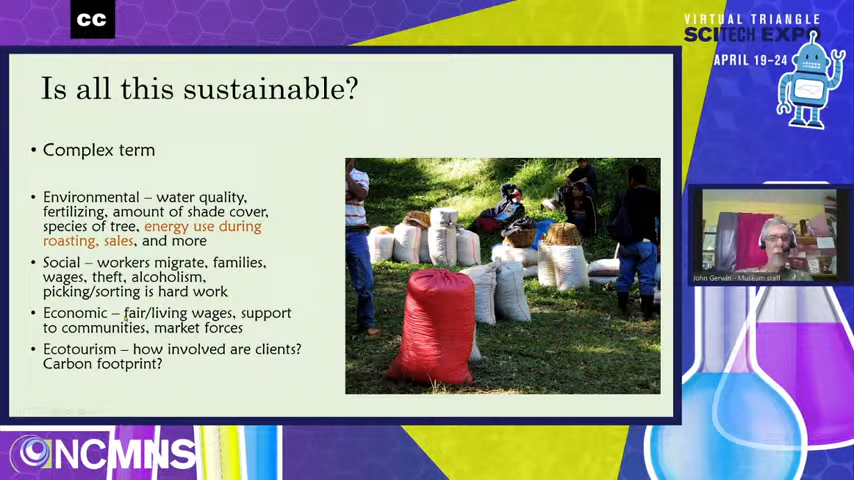 CC
VIRTUAL TRIANGLE
SCITECH EXPO
APRIL 19–24
Is all this sustainable?
• Complex term
• Environmental – water quality,
fertilizing, amount of shade cover,
species of tree, energy use during
roasting, sales, and more
• Social – workers migrate, families,
wages, theft, alcoholism,
picking/sorting is hard work
• Economic – fair/living wages, support
to communities, market forces
• Ecotourism – how involved are clients?
Carbon footprint?
John Gerwin - Museum staff
NCMNS